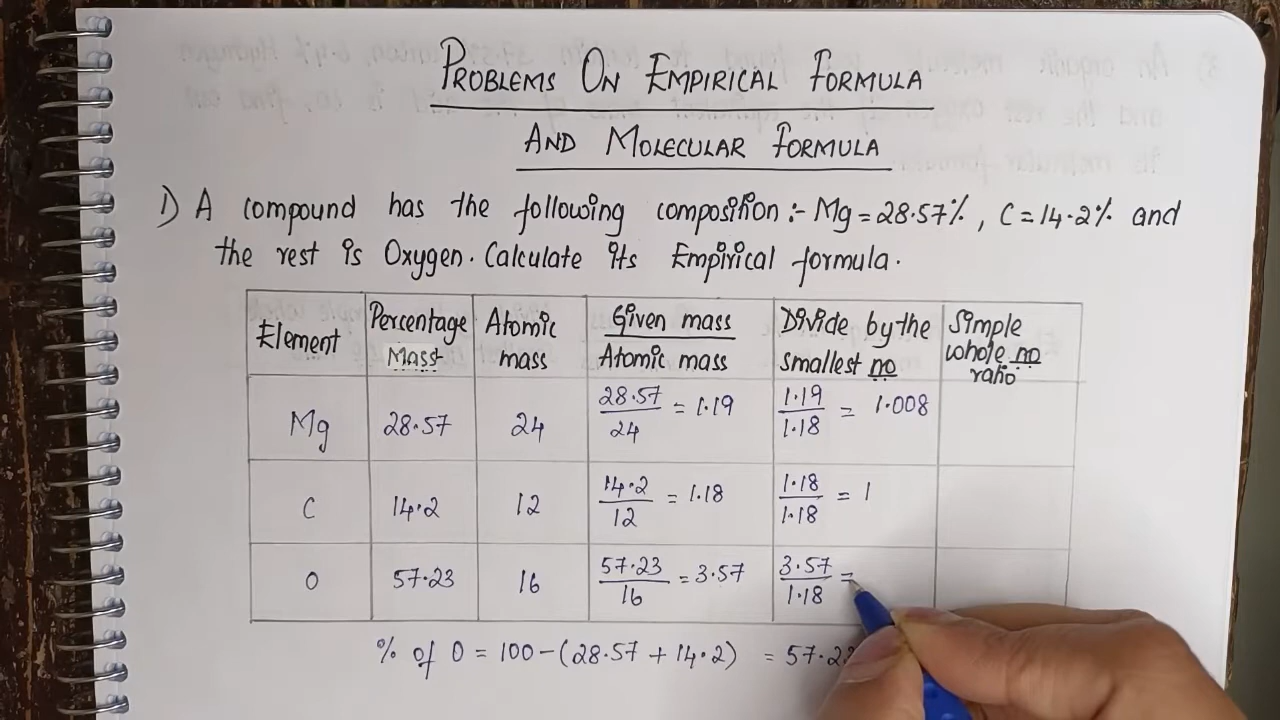 PROBLEMS ON EMPIRICAL FORMULA
AND MOLECULAR FORMULA
1) A compound has the following composition :- Mg = 28.57%, C = 14.2% and
the rest is Oxygen. Calculate its Empirical formula.
Element | Percentage Mass | Atomic mass | Given mass / Atomic mass | Divide by the smallest no | Simple whole no ratio
Mg | 28.57 | 24 | 28.57/24 = 1.19 | 1.19/1.18 = 1.008
C | 14.2 | 12 | 14.2/12 = 1.18 | 1.18/1.18 = 1
O | 57.23 | 16 | 57.23/16 = 3.57 | 3.57/1.18 =
% of O = 100 - (28.57 + 14.2) = 57.23